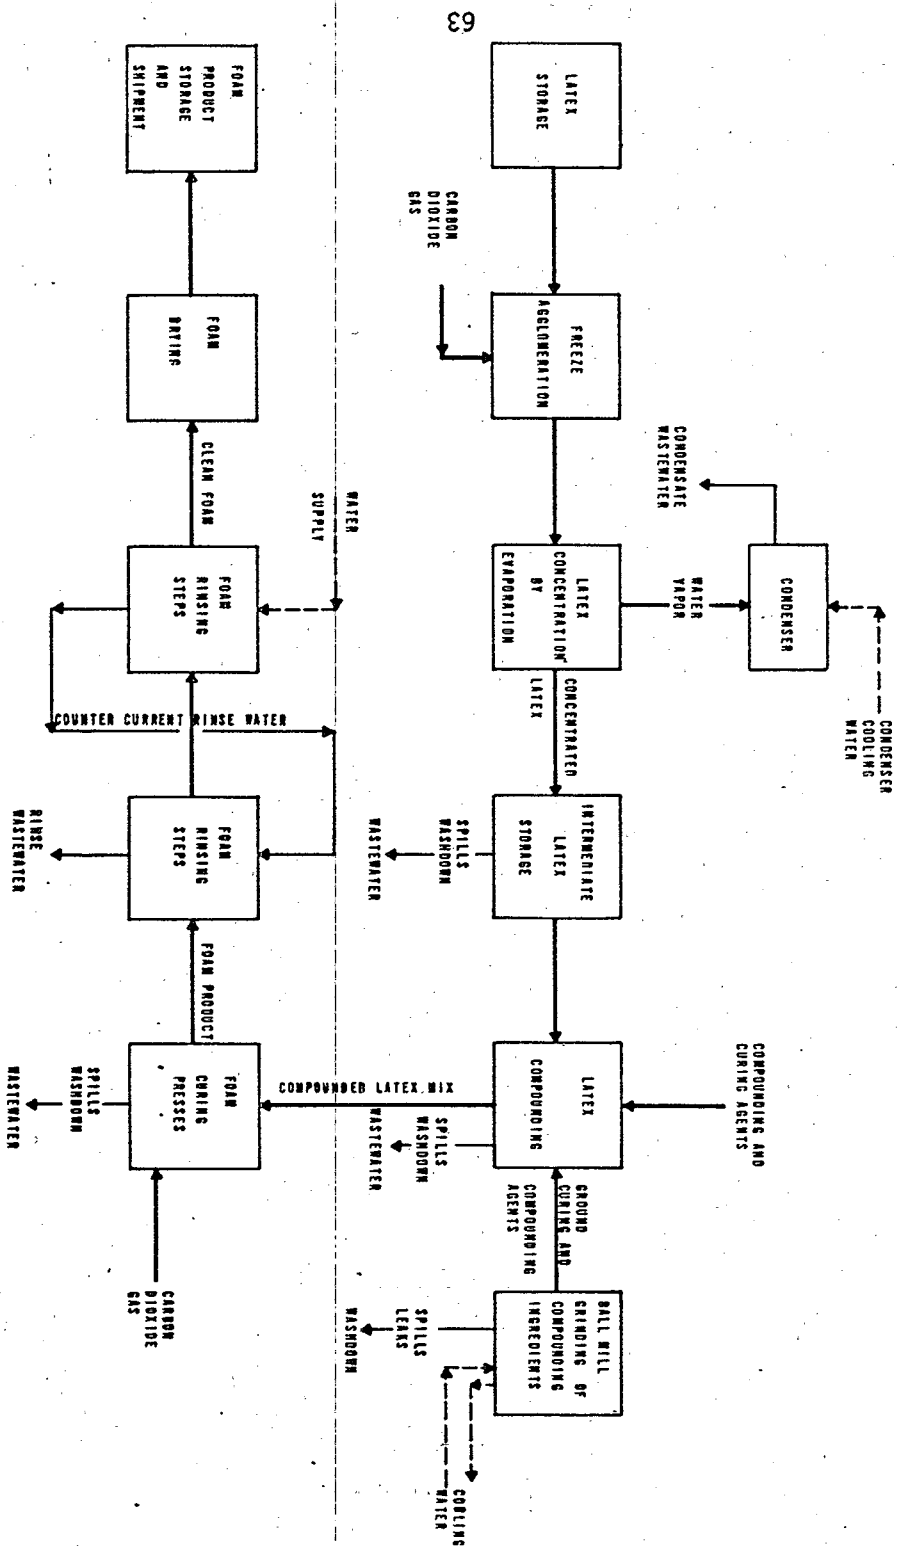 63
LATEX
STORAGE
CARBON
DIOXIDE
GAS
FREEZE
AGGLOMERATION
CONDENSATE
WASTEWATER
CONDENSER
CONDENSER
COOLING
WATER
WATER
VAPOR
LATEX
CONCENTRATION
BY
EVAPORATION
CONCENTRATED
LATEX
INTERMEDIATE
LATEX
STORAGE
SPILLS
WASHDOWN
WASTEWATER
COMPOUNDING AND
CURING AGENTS
LATEX
COMPOUNDING
SPILLS
WASHDOWN
WASTEWATER
GROUND
CURING AND
COMPOUNDING
AGENTS
BALL MILL
GRINDING OF
COMPOUNDING
INGREDIENTS
SPILLS
LEAKS
WASHDOWN
COOLING
WATER
COMPOUNDED LATEX MIX
FOAM
PRODUCT
STORAGE
AND
SHIPMENT
FOAM
DRYING
CLEAN FOAM
WATER
SUPPLY
FOAM
RINSING
STEPS
COUNTER CURRENT RINSE WATER
FOAM
RINSING
STEPS
RINSE
WASTEWATER
FOAM PRODUCT
FOAM
CURING
PRESSES
SPILLS
WASHDOWN
WASTEWATER
CARBON
DIOXIDE
GAS